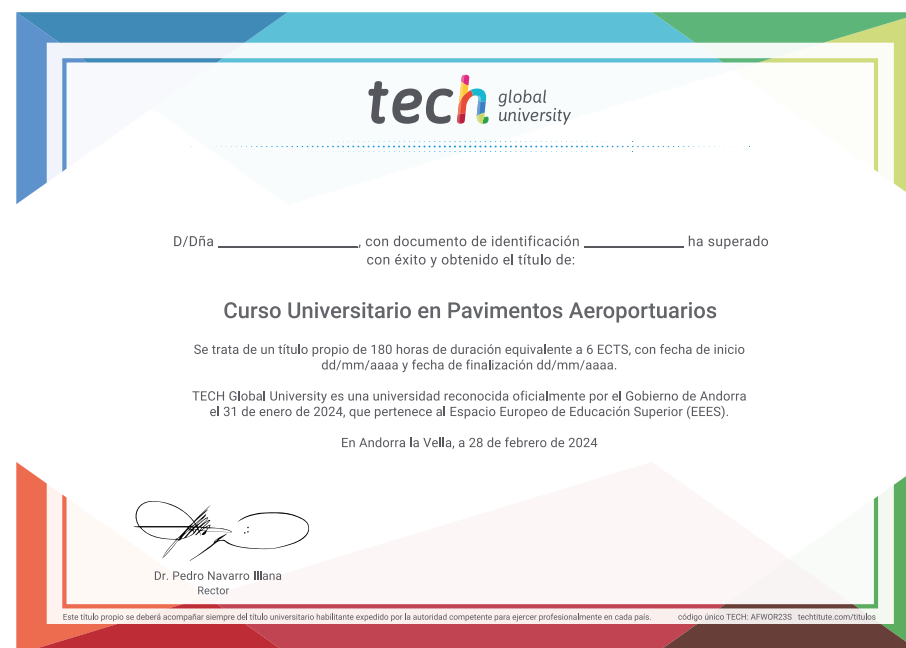 tech global university
D/Dña ____________________, con documento de identificación ______________ ha superado
con éxito y obtenido el título de:
Curso Universitario en Pavimentos Aeroportuarios
Se trata de un título propio de 180 horas de duración equivalente a 6 ECTS, con fecha de inicio
dd/mm/aaaa y fecha de finalización dd/mm/aaaa.
TECH Global University es una universidad reconocida oficialmente por el Gobierno de Andorra
el 31 de enero de 2024, que pertenece al Espacio Europeo de Educación Superior (EEES).
En Andorra la Vella, a 28 de febrero de 2024
Dr. Pedro Navarro Illana
Rector
Este título propio se deberá acompañar siempre del título universitario habilitante expedido por la autoridad competente para ejercer profesionalmente en cada país. código único TECH: AFWOR23S techtitute.com/titulos